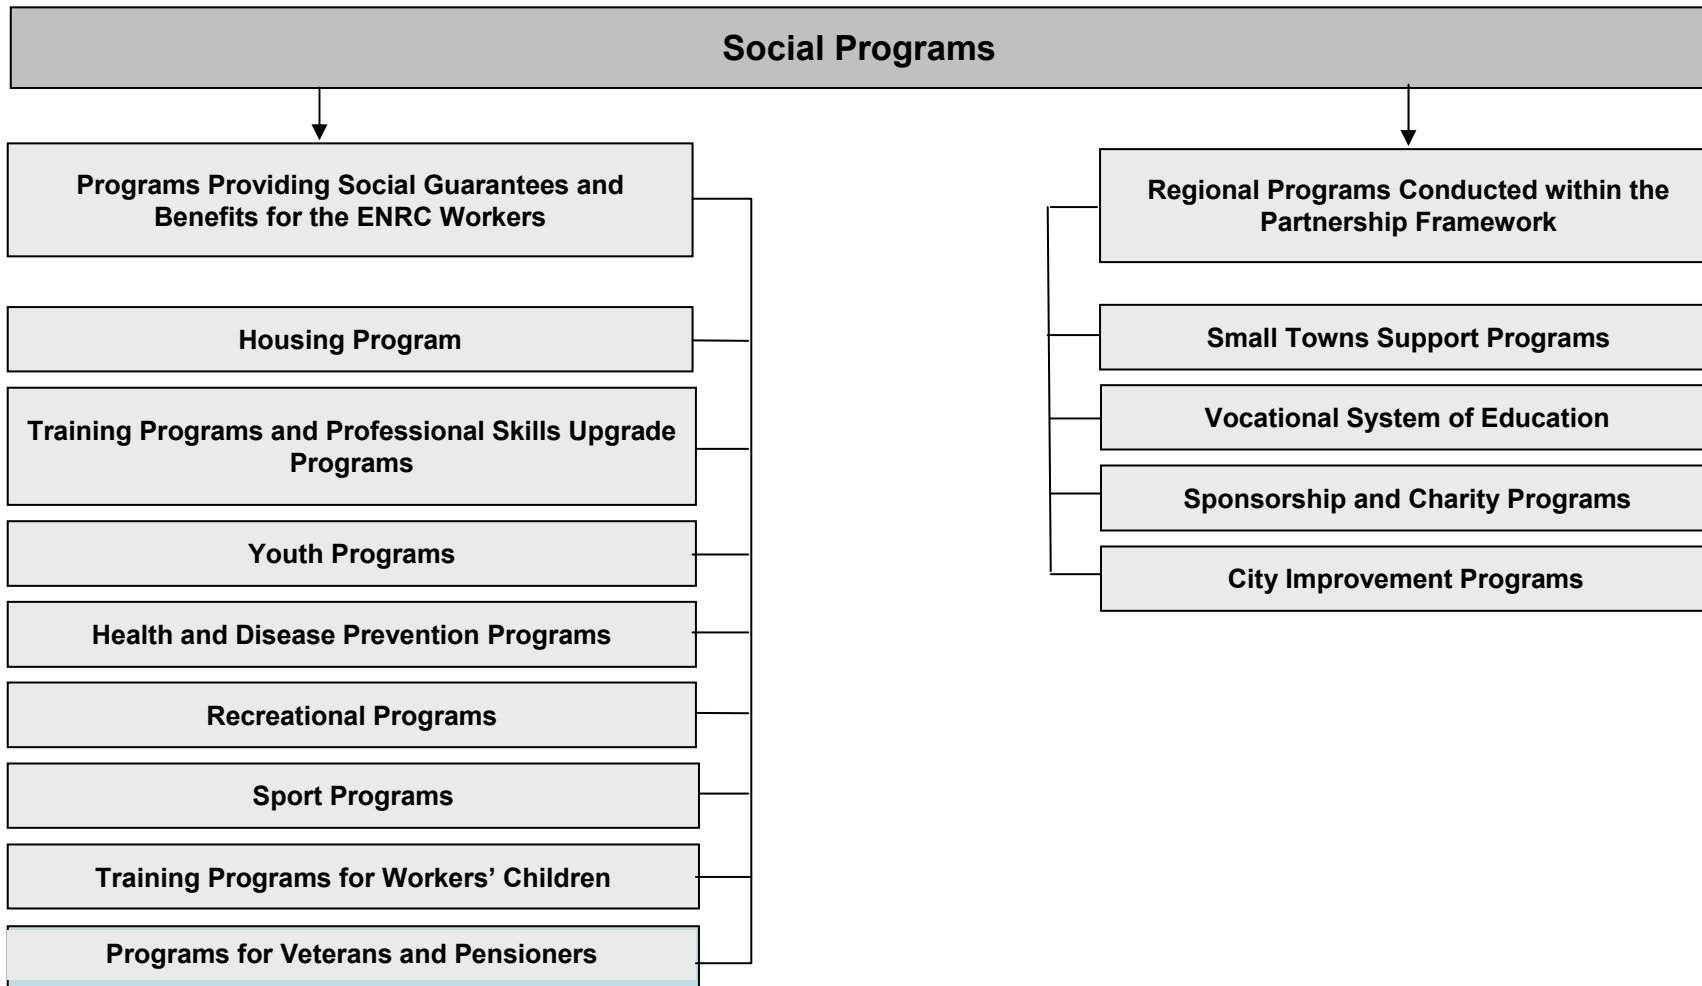 Social Programs
Programs Providing Social Guarantees and
Benefits for the ENRC Workers
Housing Program
Training Programs and Professional Skills Upgrade
Programs
Youth Programs
Health and Disease Prevention Programs
Recreational Programs
Sport Programs
Training Programs for Workers’ Children
Programs for Veterans and Pensioners
Regional Programs Conducted within the
Partnership Framework
Small Towns Support Programs
Vocational System of Education
Sponsorship and Charity Programs
City Improvement Programs